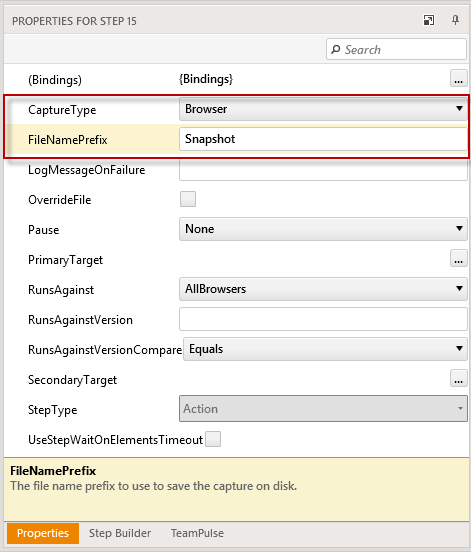 PROPERTIES FOR STEP 15
Search
(Bindings) {Bindings} ...
CaptureType Browser
FileNamePrefix Snapshot
LogMessageOnFailure
OverrideFile
Pause None
PrimaryTarget ...
RunsAgainst AllBrowsers
RunsAgainstVersion
RunsAgainstVersionCompare Equals
SecondaryTarget ...
StepType Action
UseStepWaitOnElementsTimeout
FileNamePrefix
The file name prefix to use to save the capture on disk.
Properties Step Builder TeamPulse